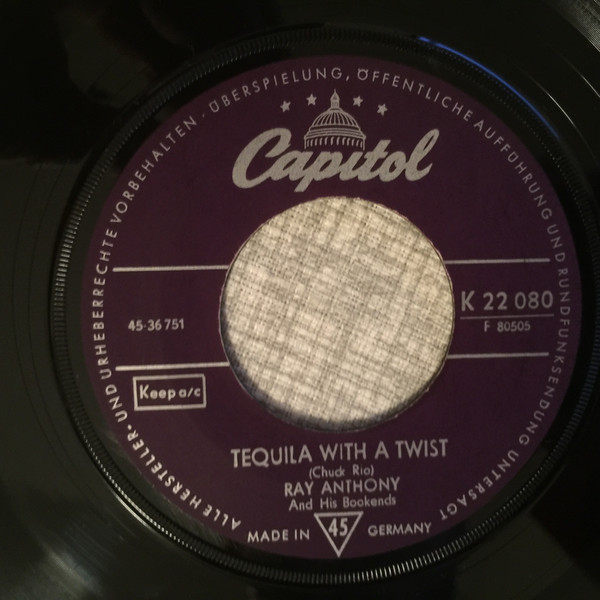 ALLE HERSTELLER- UND URHEBERRECHTE VORBEHALTEN · ÜBERSPIELUNG, ÖFFENTLICHE AUFFÜHRUNG UND RUNDFUNKSENDUNG UNTERSAGT
Capitol
K 22 080
45-36 751
F 80505
Keep a/c
TEQUILA WITH A TWIST
(Chuck Rio)
RAY ANTHONY
And His Bookends
MADE IN 45 GERMANY